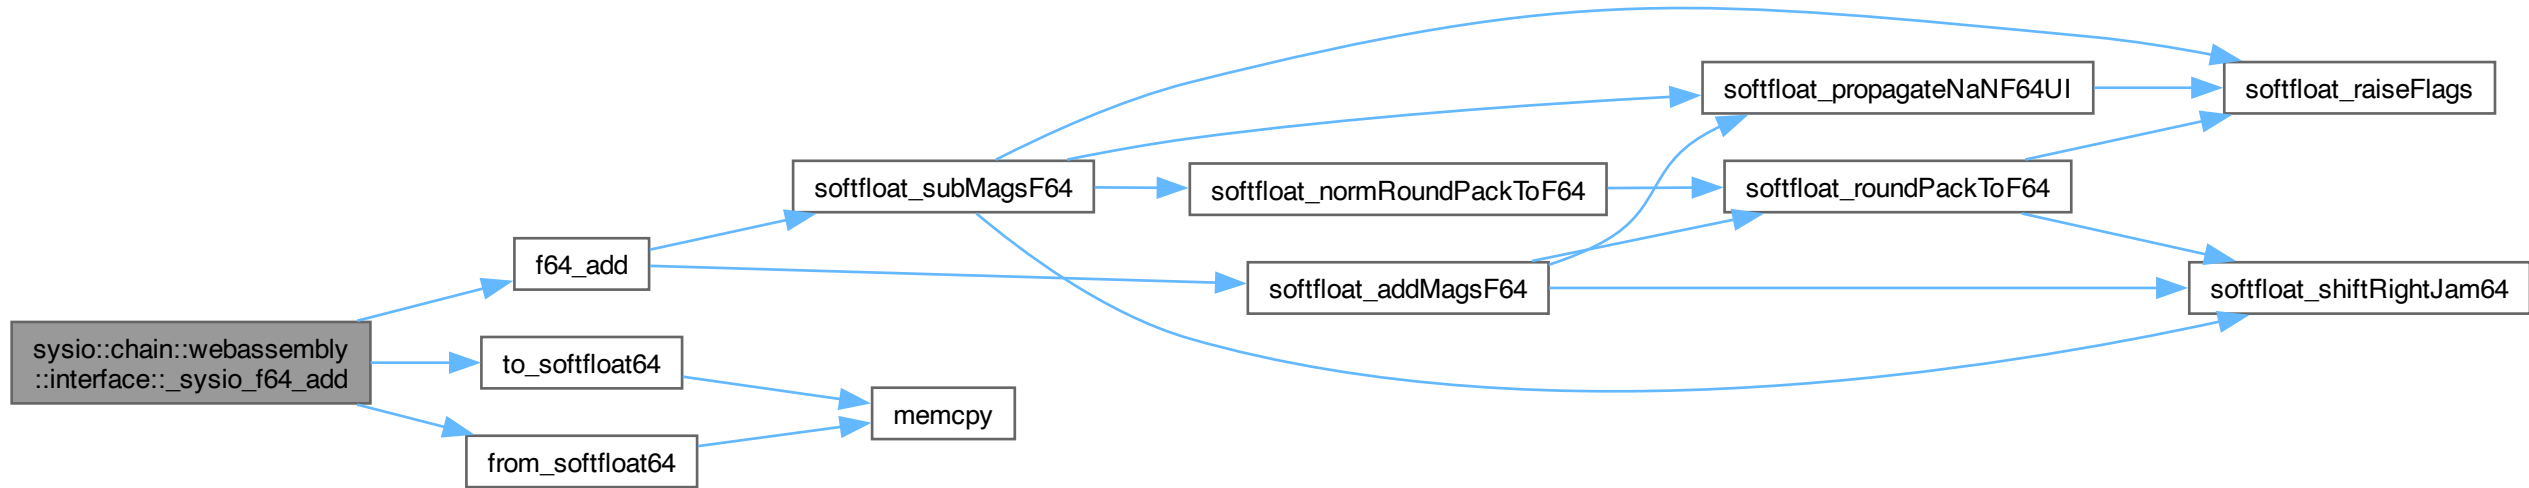 sysio::chain::webassembly
::interface::_sysio_f64_add
f64_add
to_softfloat64
from_softfloat64
softfloat_subMagsF64
memcpy
softfloat_normRoundPackToF64
softfloat_addMagsF64
softfloat_propagateNaNF64UI
softfloat_roundPackToF64
softfloat_raiseFlags
softfloat_shiftRightJam64